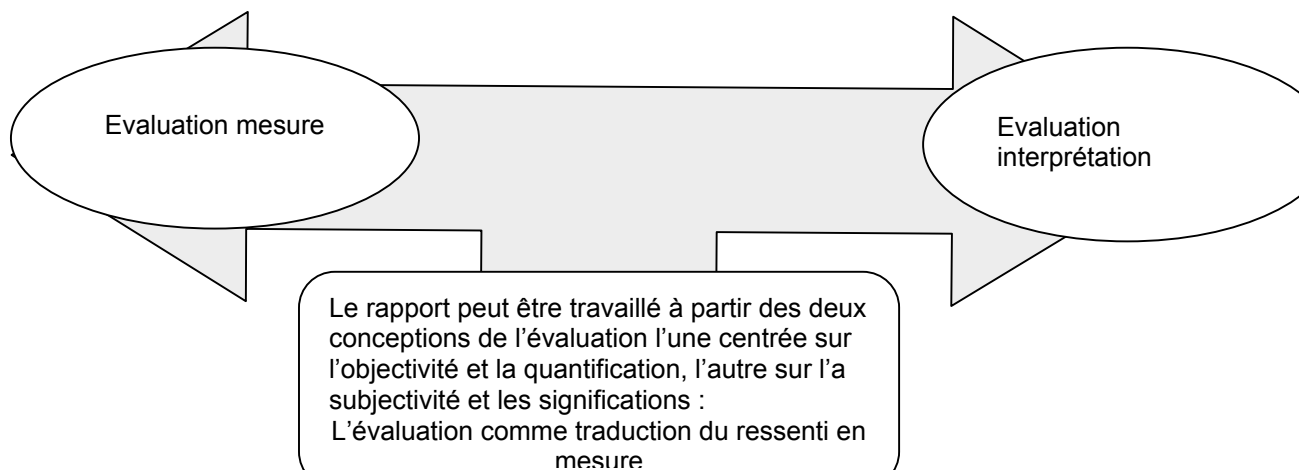 Evaluation mesure
Evaluation
interprétation
Le rapport peut être travaillé à partir des deux
conceptions de l’évaluation l’une centrée sur
l’objectivité et la quantification, l’autre sur l’a
subjectivité et les significations :
L’évaluation comme traduction du ressenti en
mesure